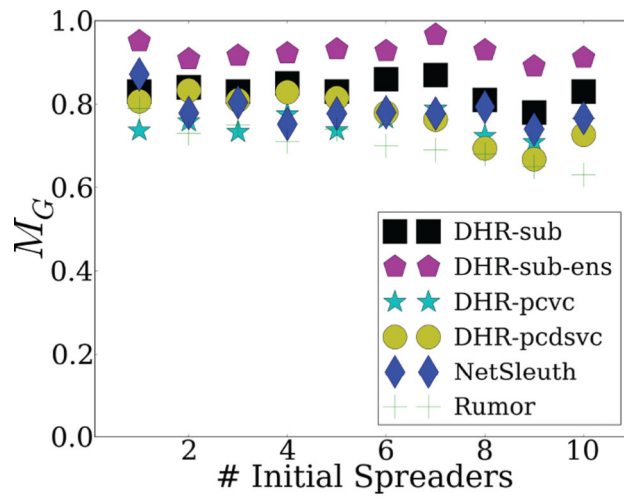 1.0
0.8
0.6
0.4
0.2
0.0
M_G
DHR-sub
DHR-sub-ens
DHR-pcvc
DHR-pcdsvc
NetSleuth
Rumor
2 4 6 8 10
# Initial Spreaders